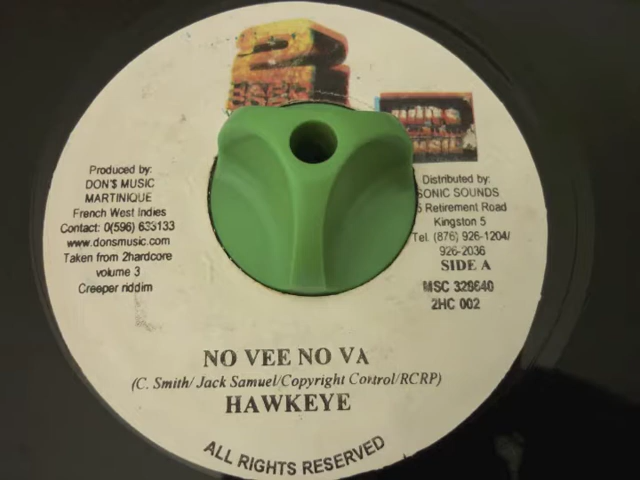 2
Produced by:
DON'S MUSIC
MARTINIQUE
French West Indies
Contact: 0(596) 633133
www.donsmusic.com
Taken from 2hardcore
volume 3
Creeper riddim
Distributed by:
SONIC SOUNDS
5 Retirement Road
Kingston 5
Tel. (876) 926-1204/
926-2036
SIDE A
MSC 328640
2HC 002
NO VEE NO VA
(C. Smith/ Jack Samuel/Copyright Control/RCRP)
HAWKEYE
ALL RIGHTS RESERVED